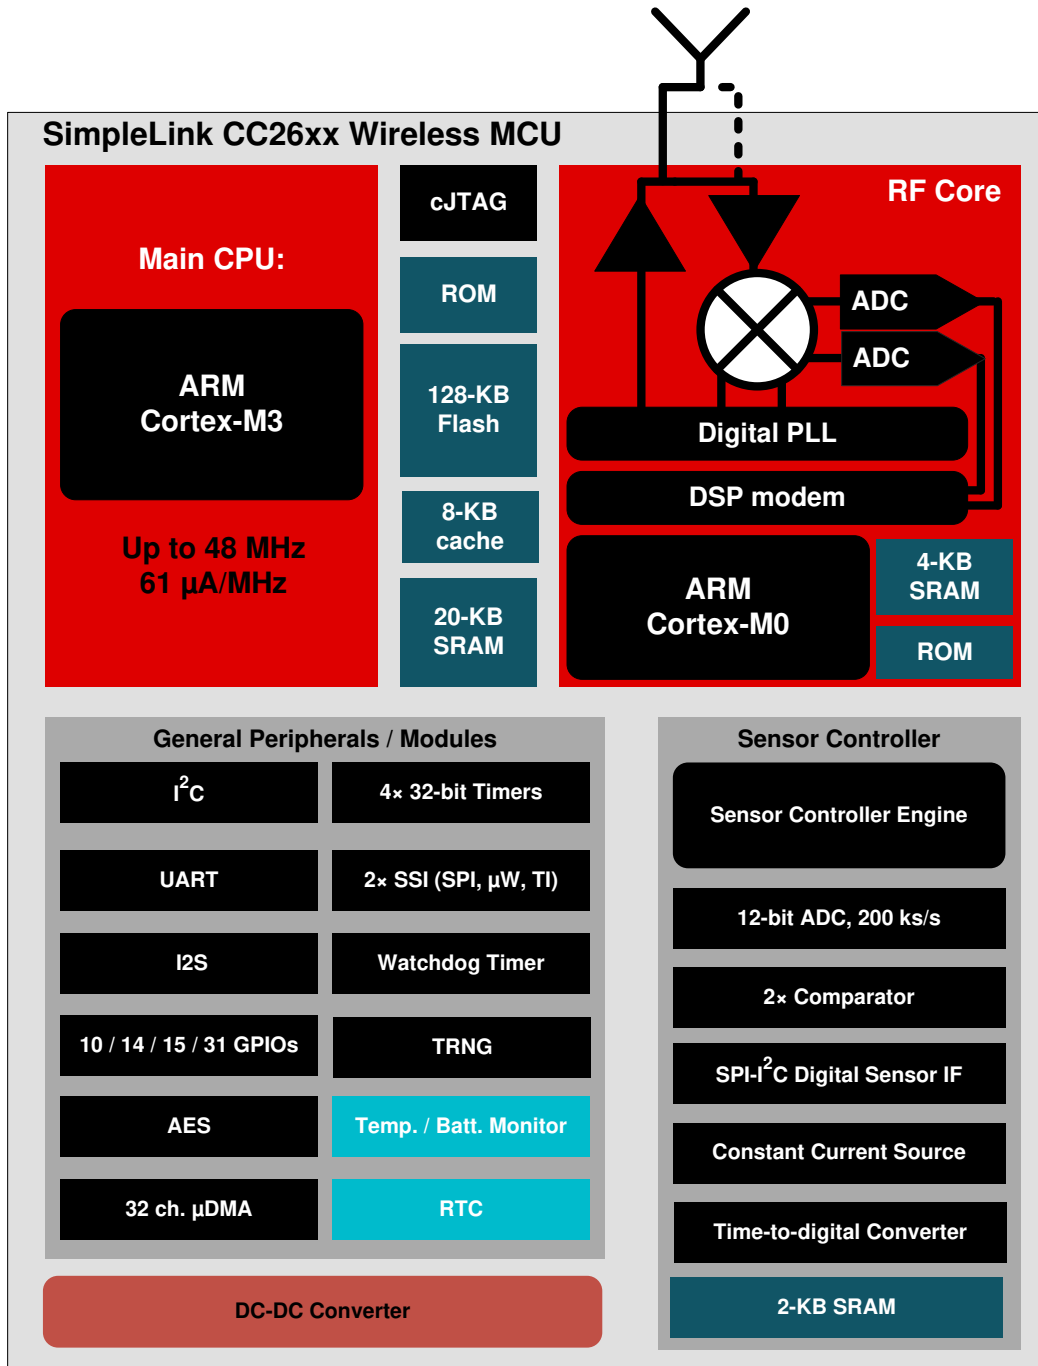 SimpleLink CC26xx Wireless MCU
Main CPU:
ARM
Cortex-M3
Up to 48 MHz
61 µA/MHz
cJTAG
ROM
128-KB
Flash
8-KB
cache
20-KB
SRAM
RF Core
ADC
ADC
Digital PLL
DSP modem
ARM
Cortex-M0
4-KB
SRAM
ROM
General Peripherals / Modules
I²C
4× 32-bit Timers
UART
2× SSI (SPI, µW, TI)
I2S
Watchdog Timer
10 / 14 / 15 / 31 GPIOs
TRNG
AES
Temp. / Batt. Monitor
32 ch. µDMA
RTC
DC-DC Converter
Sensor Controller
Sensor Controller Engine
12-bit ADC, 200 ks/s
2× Comparator
SPI-I²C Digital Sensor IF
Constant Current Source
Time-to-digital Converter
2-KB SRAM